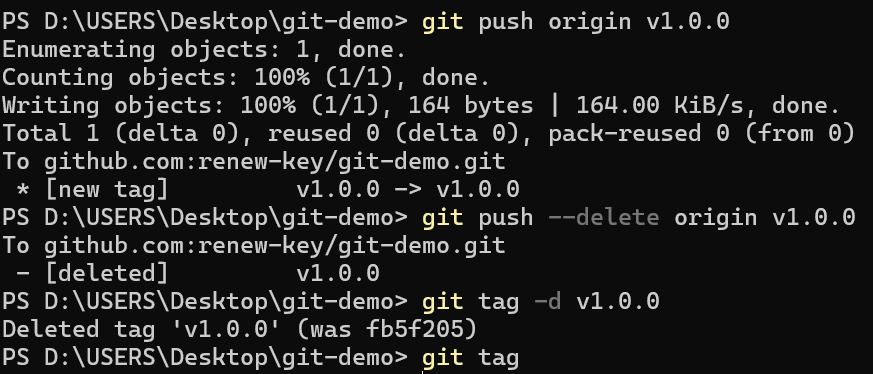 PS D:\USERS\Desktop\git-demo> git push origin v1.0.0
Enumerating objects: 1, done.
Counting objects: 100% (1/1), done.
Writing objects: 100% (1/1), 164 bytes | 164.00 KiB/s, done.
Total 1 (delta 0), reused 0 (delta 0), pack-reused 0 (from 0)
To github.com:renew-key/git-demo.git
 * [new tag]         v1.0.0 -> v1.0.0
PS D:\USERS\Desktop\git-demo> git push --delete origin v1.0.0
To github.com:renew-key/git-demo.git
 - [deleted]         v1.0.0
PS D:\USERS\Desktop\git-demo> git tag -d v1.0.0
Deleted tag 'v1.0.0' (was fb5f205)
PS D:\USERS\Desktop\git-demo> git tag